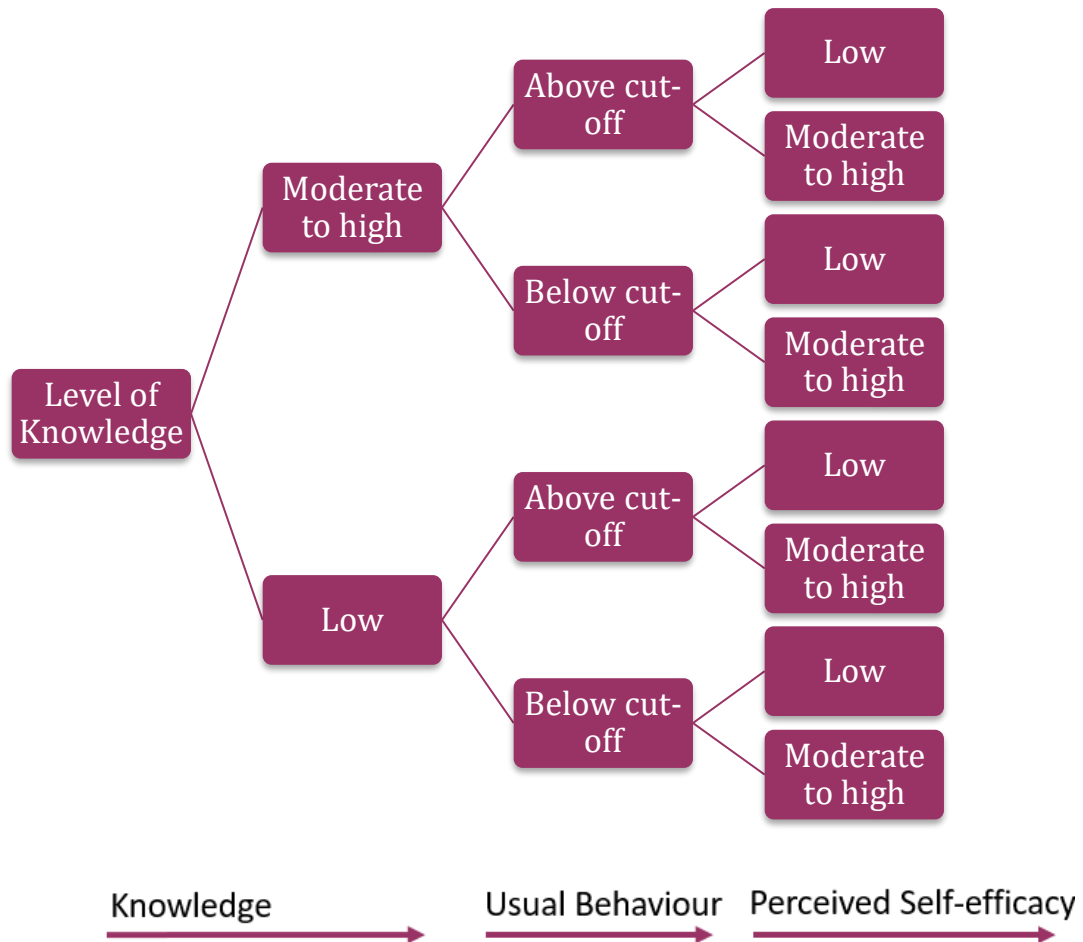 Low
Above cut-
off
Moderate
to high
Moderate
to high
Low
Below cut-
off
Moderate
to high
Level of
Knowledge
Low
Above cut-
off
Moderate
to high
Low
Low
Below cut-
off
Moderate
to high
Knowledge
Usual Behaviour
Perceived Self-efficacy